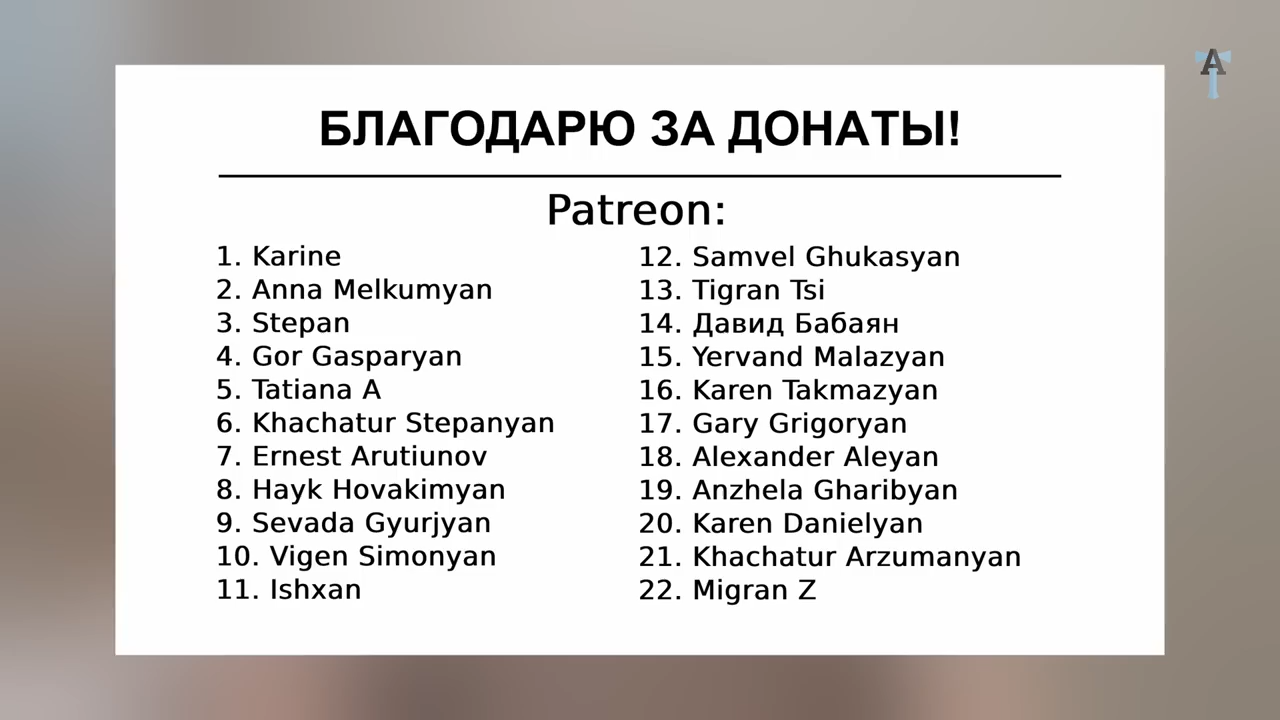 БЛАГОДАРЮ ЗА ДОНАТЫ!
Patreon:
1. Karine
2. Anna Melkumyan
3. Stepan
4. Gor Gasparyan
5. Tatiana A
6. Khachatur Stepanyan
7. Ernest Arutiunov
8. Hayk Hovakimyan
9. Sevada Gyurjyan
10. Vigen Simonyan
11. Ishxan
12. Samvel Ghukasyan
13. Tigran Tsi
14. Давид Бабаян
15. Yervand Malazyan
16. Karen Takmazyan
17. Gary Grigoryan
18. Alexander Aleyan
19. Anzhela Gharibyan
20. Karen Danielyan
21. Khachatur Arzumanyan
22. Migran Z